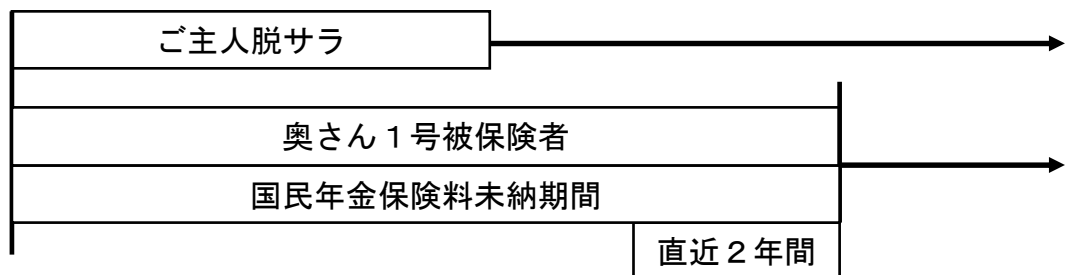 ご主人脱サラ
奥さん１号被保険者
国民年金保険料未納期間
直近２年間